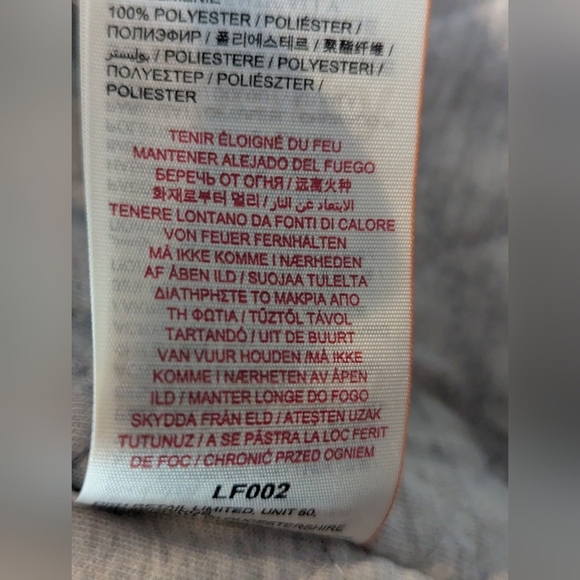 100% POLYESTER / POLIÉSTER /
ПОЛИЭФИР / 폴리에스테르 / 聚酯纤维 /
بوليستر / POLIESTERE / POLYESTERI /
ΠΟΛΥΕΣΤΕΡ / POLIÉSZTER /
POLIESTER
TENIR ÉLOIGNÉ DU FEU
MANTENER ALEJADO DEL FUEGO
БЕРЕЧЬ ОТ ОГНЯ / 远离火种
화재로부터 멀리 / الابتعاد عن النار
TENERE LONTANO DA FONTI DI CALORE
VON FEUER FERNHALTEN
MÅ IKKE KOMME I NÆRHEDEN
AF ÅBEN ILD / SUOJAA TULELTA
ΔΙΑΤΗΡΗΣΤΕ ΤΟ ΜΑΚΡΙΑ ΑΠΟ
ΤΗ ΦΩΤΙΑ / TŰZTŐL TÁVOL
TARTANDÓ / UIT DE BUURT
VAN VUUR HOUDEN /MÅ IKKE
KOMME I NÆRHETEN AV ÅPEN
ILD / MANTER LONGE DO FOGO
SKYDDA FRÅN ELD / ATEŞTEN UZAK
TUTUNUZ / A SE PĂSTRA LA LOC FERIT
DE FOC / CHRONIĆ PRZED OGNIEM
LF002
LIMITED, UNIT 60,